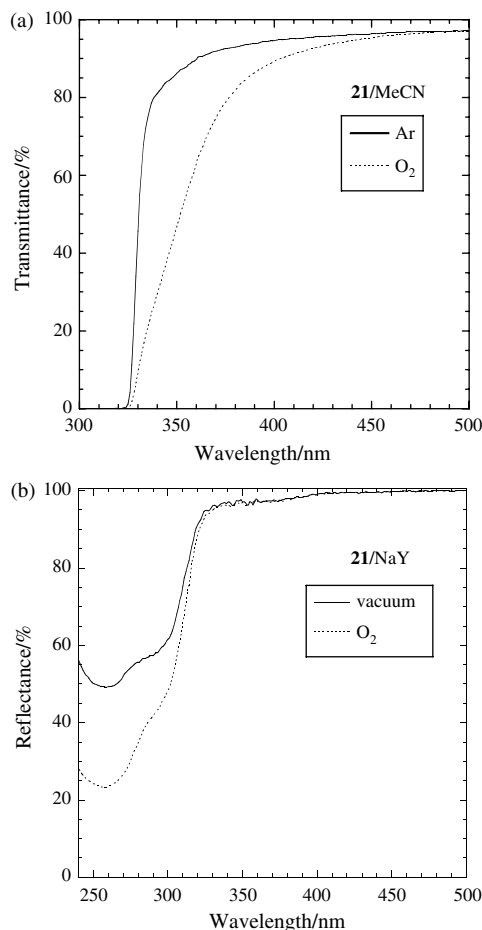 (a)
100
80
60
40
20
0
Transmittance/%
21/MeCN
Ar
O2
300 350 400 450 500
Wavelength/nm
(b)
100
80
60
40
20
0
Reflectance/%
21/NaY
vacuum
O2
250 300 350 400 450 500
Wavelength/nm